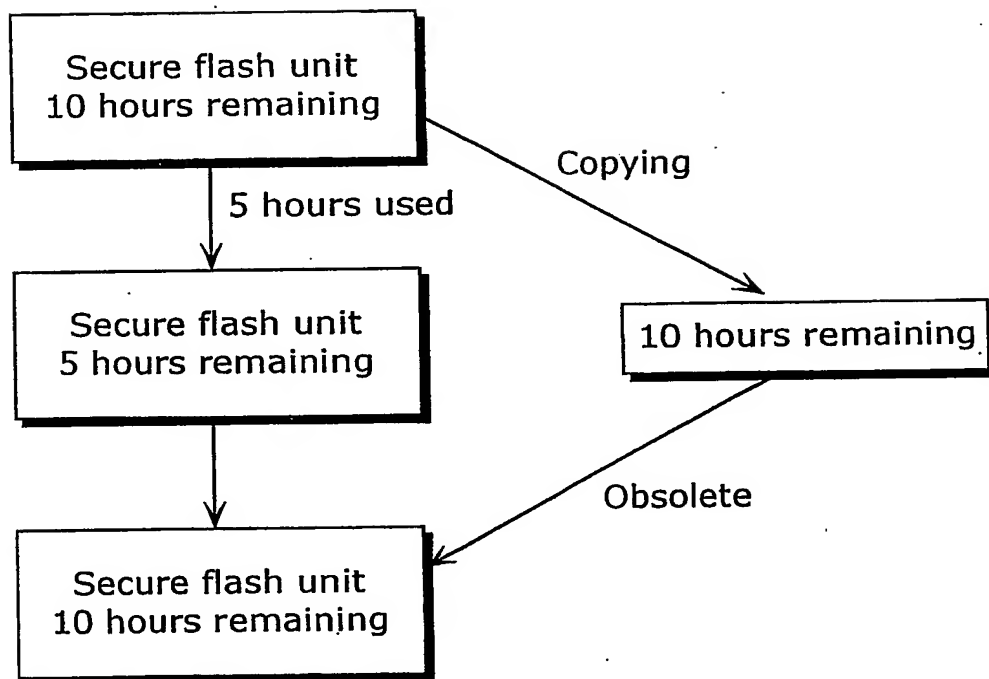 Secure flash unit
10 hours remaining
Copying
5 hours used
Secure flash unit
5 hours remaining
10 hours remaining
Obsolete
Secure flash unit
10 hours remaining